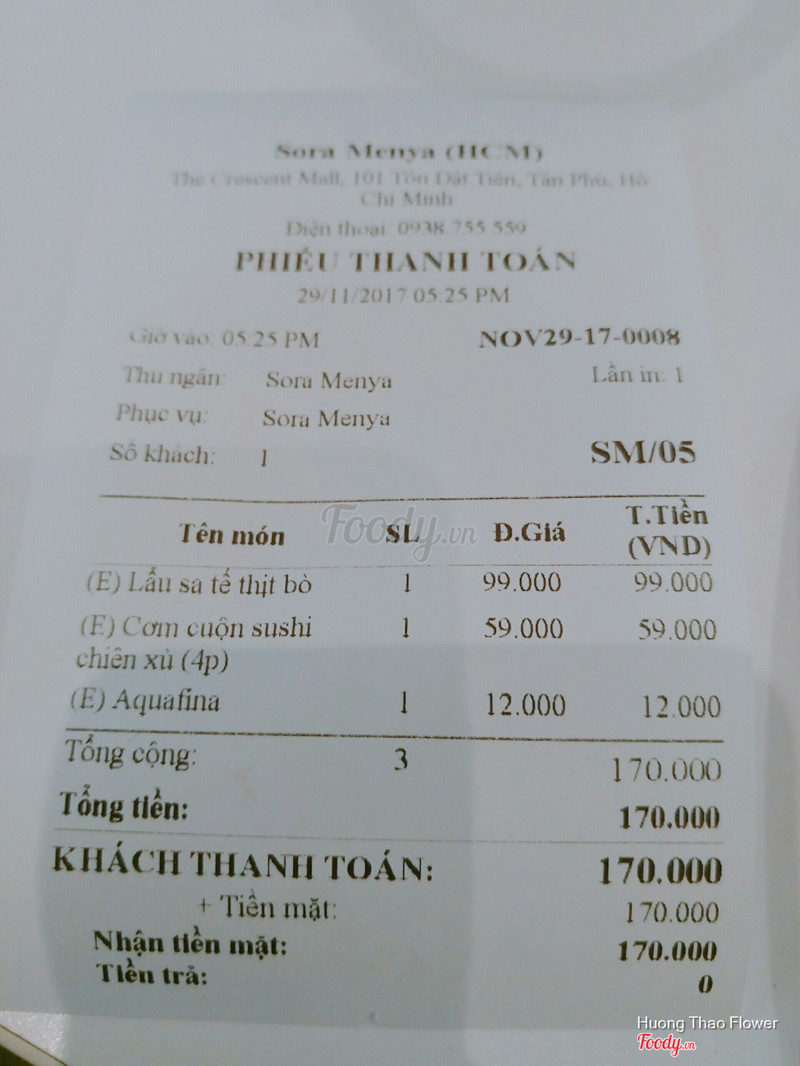 Sora Menya (HCM)
The Crescent Mall, 101 Tôn Dật Tiên, Tân Phú, Hồ
Chí Minh
Điện thoại: 0938.755.559
PHIẾU THANH TOÁN
29/11/2017 05:25 PM
Giờ vào: 05:25 PM NOV29-17-0008
Thu ngân: Sora Menya Lần in: 1
Phục vụ: Sora Menya
Số khách: 1 SM/05
Tên món SL Đ.Giá T.Tiền
(VND)
(E) Lẩu sa tế thịt bò 1 99.000 99.000
(E) Cơm cuộn sushi 1 59.000 59.000
chiên xù (4p)
(E) Aquafina 1 12.000 12.000
Tổng cộng: 3 170.000
Tổng tiền: 170.000
KHÁCH THANH TOÁN: 170.000
+ Tiền mặt: 170.000
Nhận tiền mặt: 170.000
Tiền trả: 0
Foody.vn
Huong Thao Flower
Foody.vn